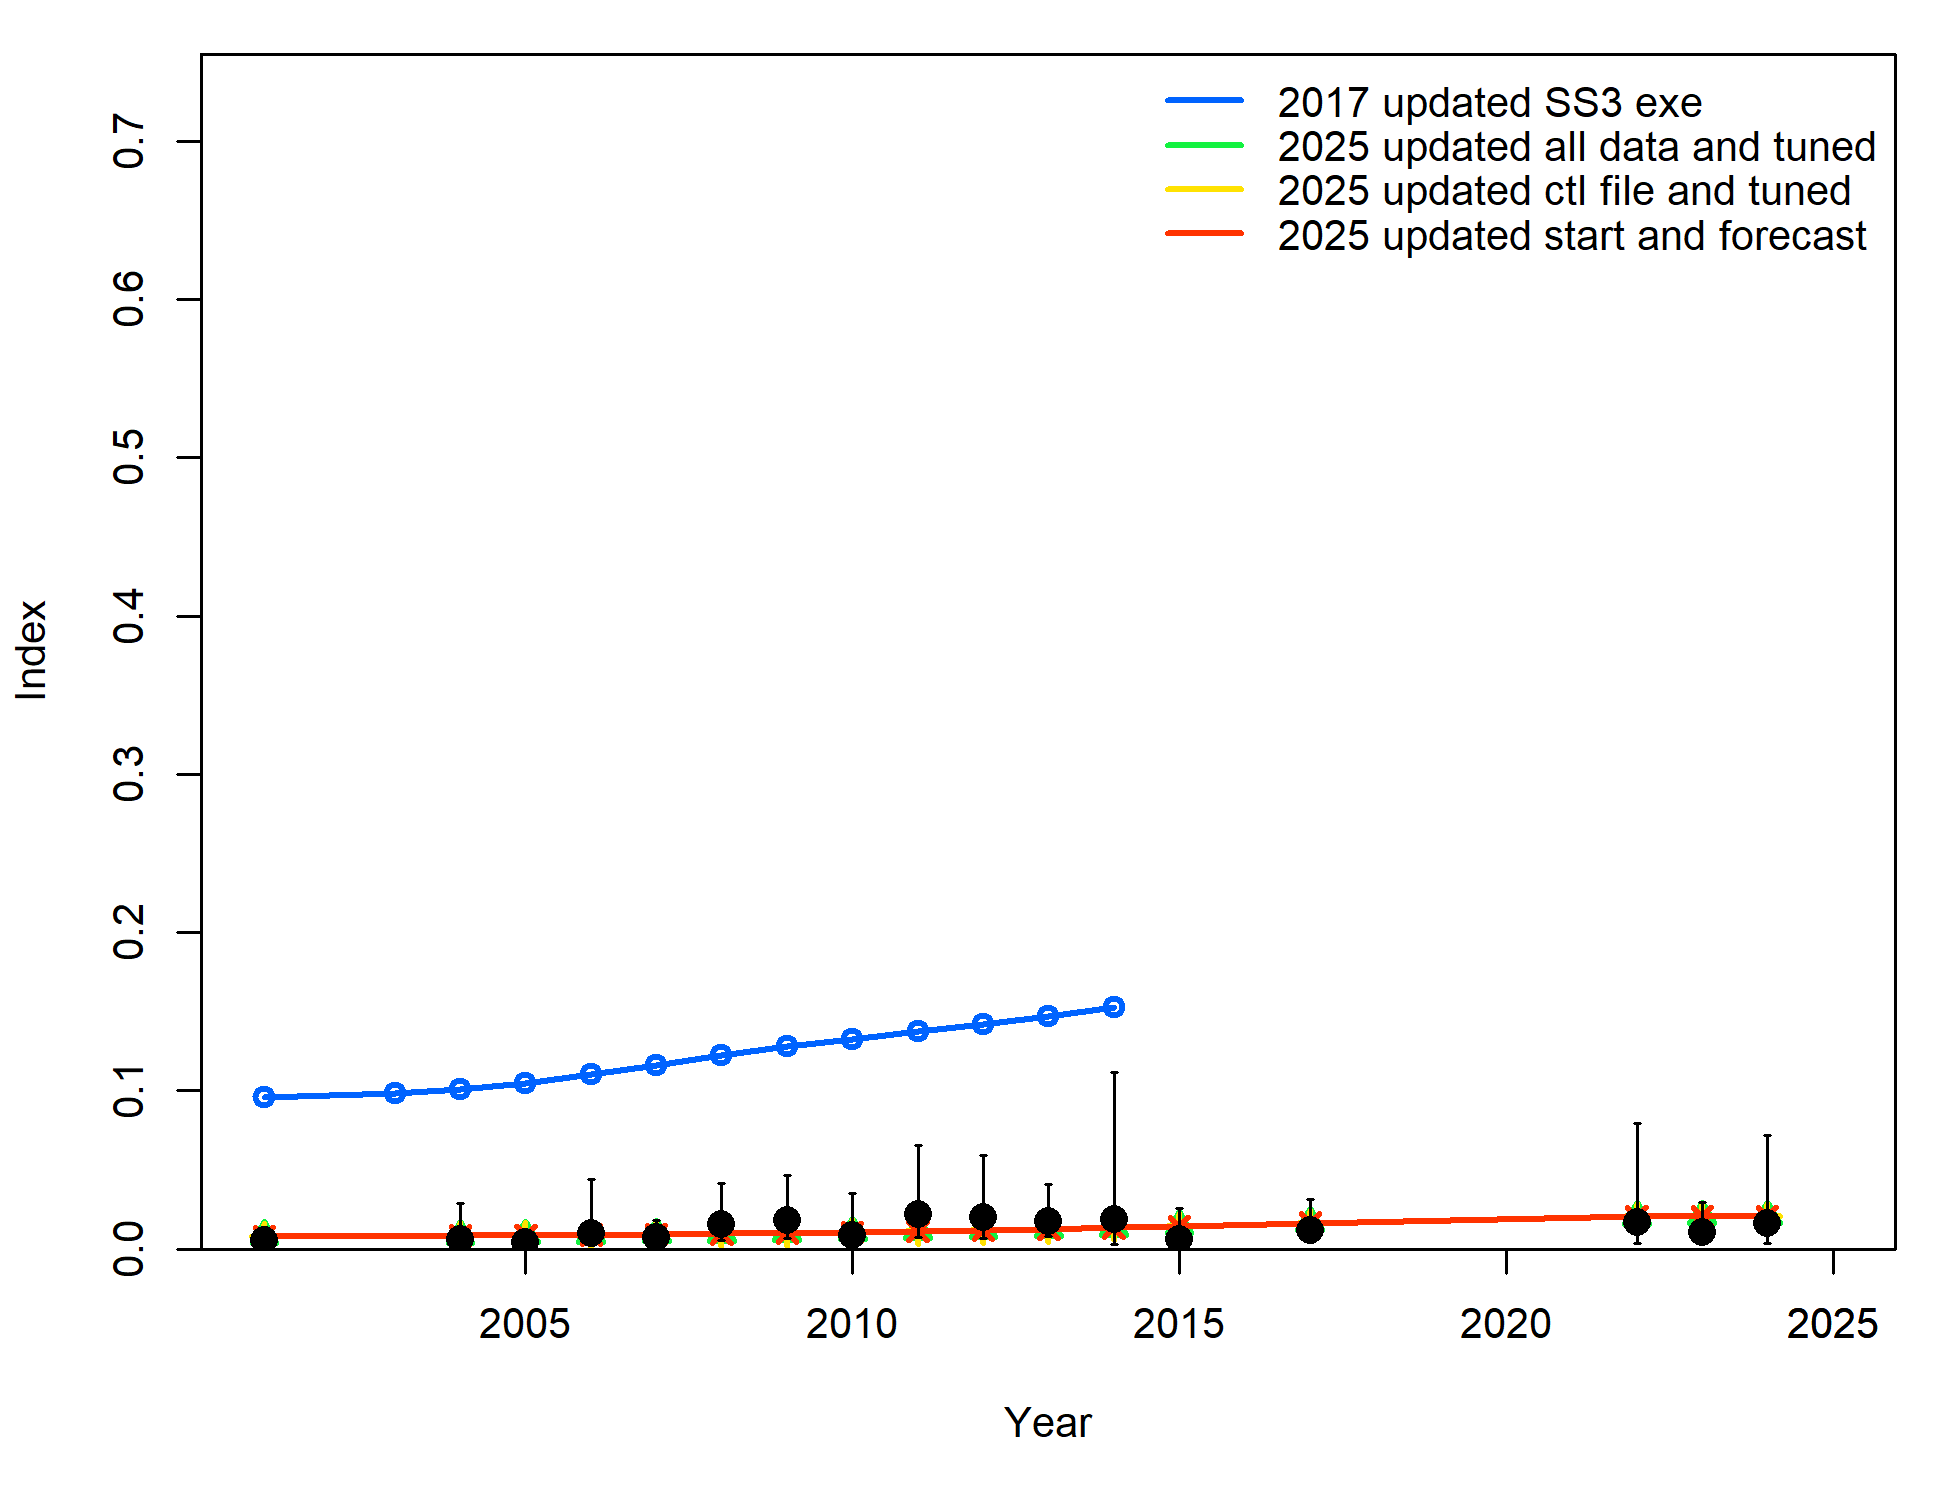 2017 updated SS3 exe
2025 updated all data and tuned
2025 updated ctl file and tuned
2025 updated start and forecast
0.7
0.6
0.5
0.4
0.3
0.2
0.1
0.0
Index
2005 2010 2015 2020 2025
Year